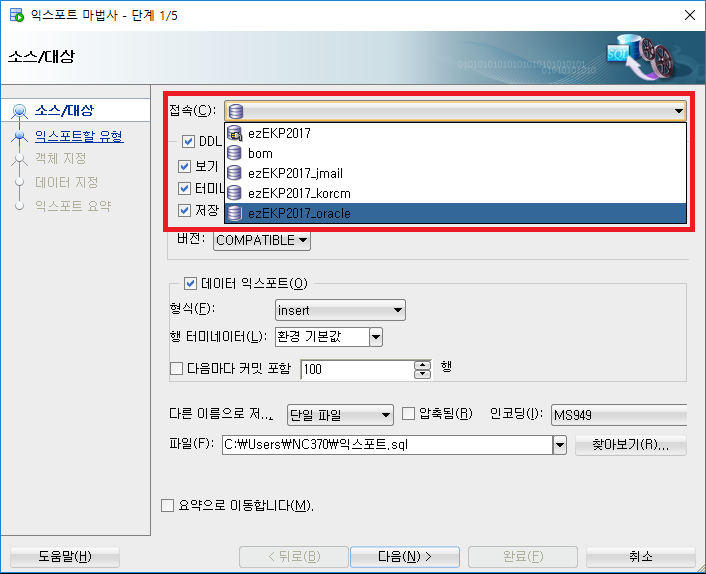 익스포트 마법사 - 단계 1/5
소스/대상
0101010101010101010101010101
0101010101010
소스/대상
익스포트할 유형
객체 지정
데이터 지정
익스포트 요약
접속(C):
ezEKP2017
bom
ezEKP2017_jmail
ezEKP2017_korcm
ezEKP2017_oracle
DDL
보기
터미네
저장
버전: COMPATIBLE
데이터 익스포트(O)
형식(F): insert
행 터미네이터(L): 환경 기본값
다음마다 커밋 포함 100 행
다른 이름으로 저... 단일 파일 압축됨(R) 인코딩(I): MS949
파일(F): C:₩Users₩NC370₩익스포트.sql 찾아보기(R)...
요약으로 이동합니다(M).
도움말(H) < 뒤로(B) 다음(N) > 완료(F) 취소